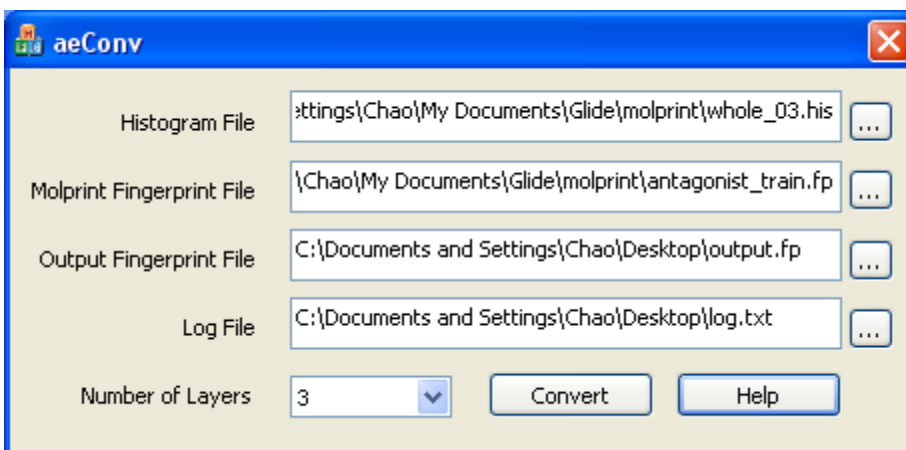 aeConv
Histogram File ettings\Chao\My Documents\Glide\molprint\whole_03.his ...
Molprint Fingerprint File \Chao\My Documents\Glide\molprint\antagonist_train.fp ...
Output Fingerprint File C:\Documents and Settings\Chao\Desktop\output.fp ...
Log File C:\Documents and Settings\Chao\Desktop\log.txt ...
Number of Layers 3 Convert Help